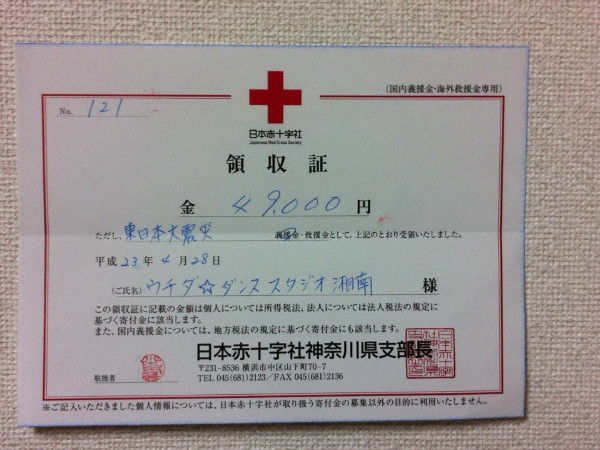 (国内義援金・海外救援金専用)
No. 121
日本赤十字社
Japanese Red Cross Society
領収証
金 49,000 円
ただし、東日本大震災 義援金・救援金として、上記のとおり受領いたしました。
平成 23 年 4 月 28 日
(ご氏名) ウチダ☆ダンススタジオ湘南 様
この領収証に記載の金額は個人については所得税法、法人については法人税法の規定に
基づく寄付金に該当します。
また、国内義援金については、地方税法の規定に基づく寄付金にも該当します。
日本赤十字社神奈川県支部長
〒231-8536 横浜市中区山下町70-7
TEL 045(681)2123/FAX 045(681)2136
取扱者
※ご記入いただきました個人情報については、日本赤十字社が取り扱う寄付金の募集以外の目的に利用いたしません。